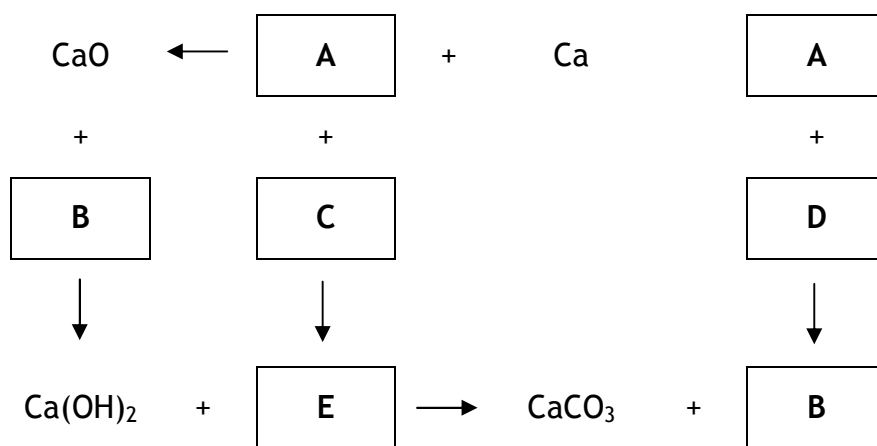 CaO ← A + Ca A
+ + +
B C D
↓ ↓ ↓
Ca(OH)₂ + E → CaCO₃ + B